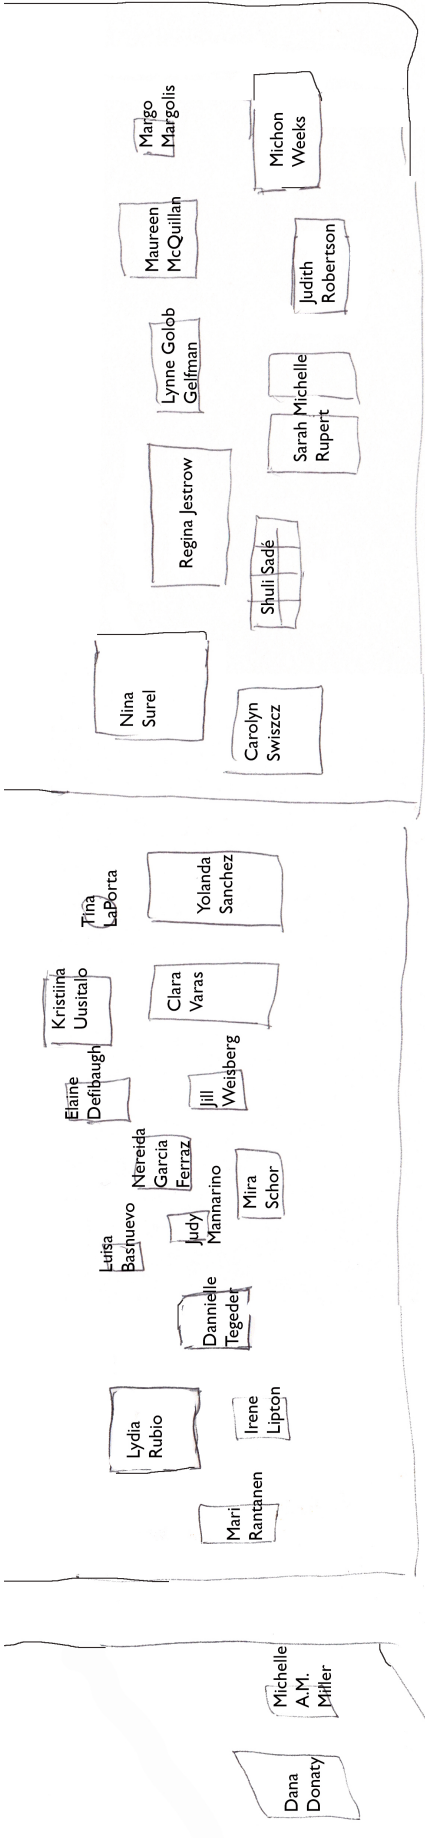 Dana
Donaty
Michelle
A.M.
Miller
Mari
Rantanen
Lydia
Rubio
Irene
Lipton
Dannielle
Tegeder
Luisa
Basnuevo
Judy
Mannarino
Nereida
Garcia
Ferraz
Mira
Schor
Elaine
Defibaugh
Jill
Weisberg
Kristiina
Uusitalo
Clara
Varas
Tina
LaPorta
Yolanda
Sanchez
Nina
Surel
Carolyn
Swiszcz
Regina Jestrow
Shuli Sadé
Lynne Golob
Gelfman
Sarah Michelle
Rupert
Maureen
McQuillan
Judith
Robertson
Margo
Margolis
Michon
Weeks